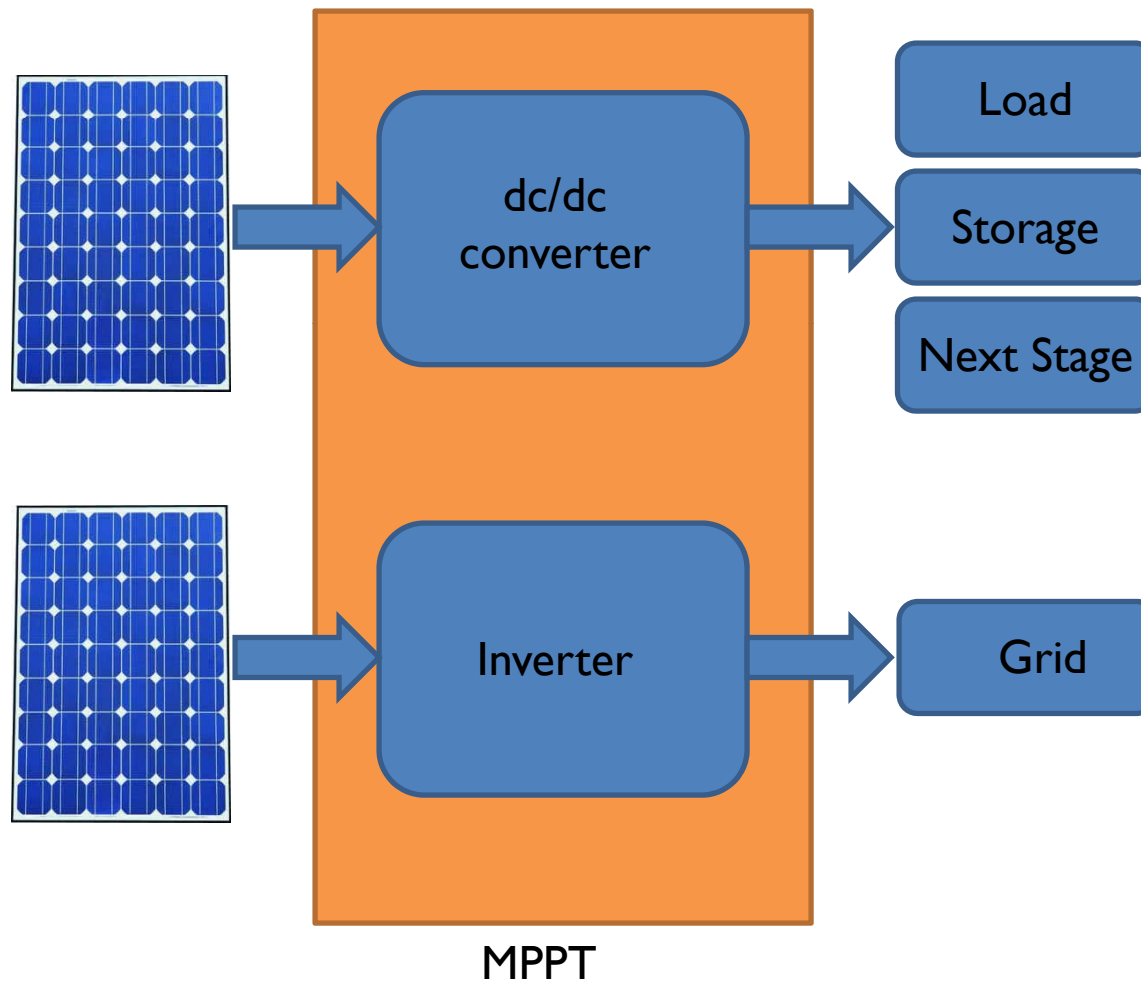 dc/dc
converter
Load
Storage
Next Stage
Inverter
Grid
MPPT